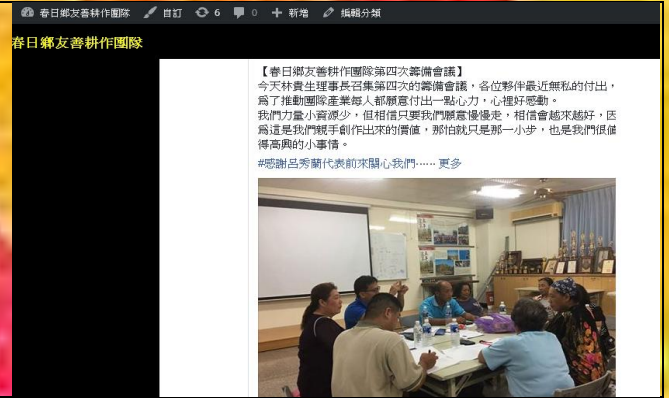 春日鄉友善耕作團隊 自訂 6 0 新增 編輯分類
春日鄉友善耕作團隊
【春日鄉友善耕作團隊第四次籌備會議】
今天林貴生理事長召集第四次的籌備會議，各位夥伴最近無私的付出，
為了推動團隊產業每人都願意付出一點心力，心裡好感動。
我們力量小資源少，但相信只要我們願意慢慢走，相信會越來越好，因
為這是我們親手創作出來的價值，那怕就只是那一小步，也是我們很值
得高興的小事情。
#感謝呂秀蘭代表前來關心我們…… 更多